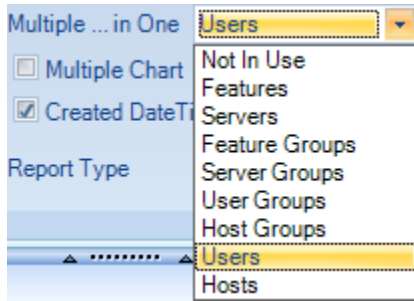 Multiple ... in One Users
Not In Use
Multiple Chart
Features
Created DateTi
Servers
Feature Groups
Report Type
Server Groups
User Groups
Host Groups
Users
Hosts